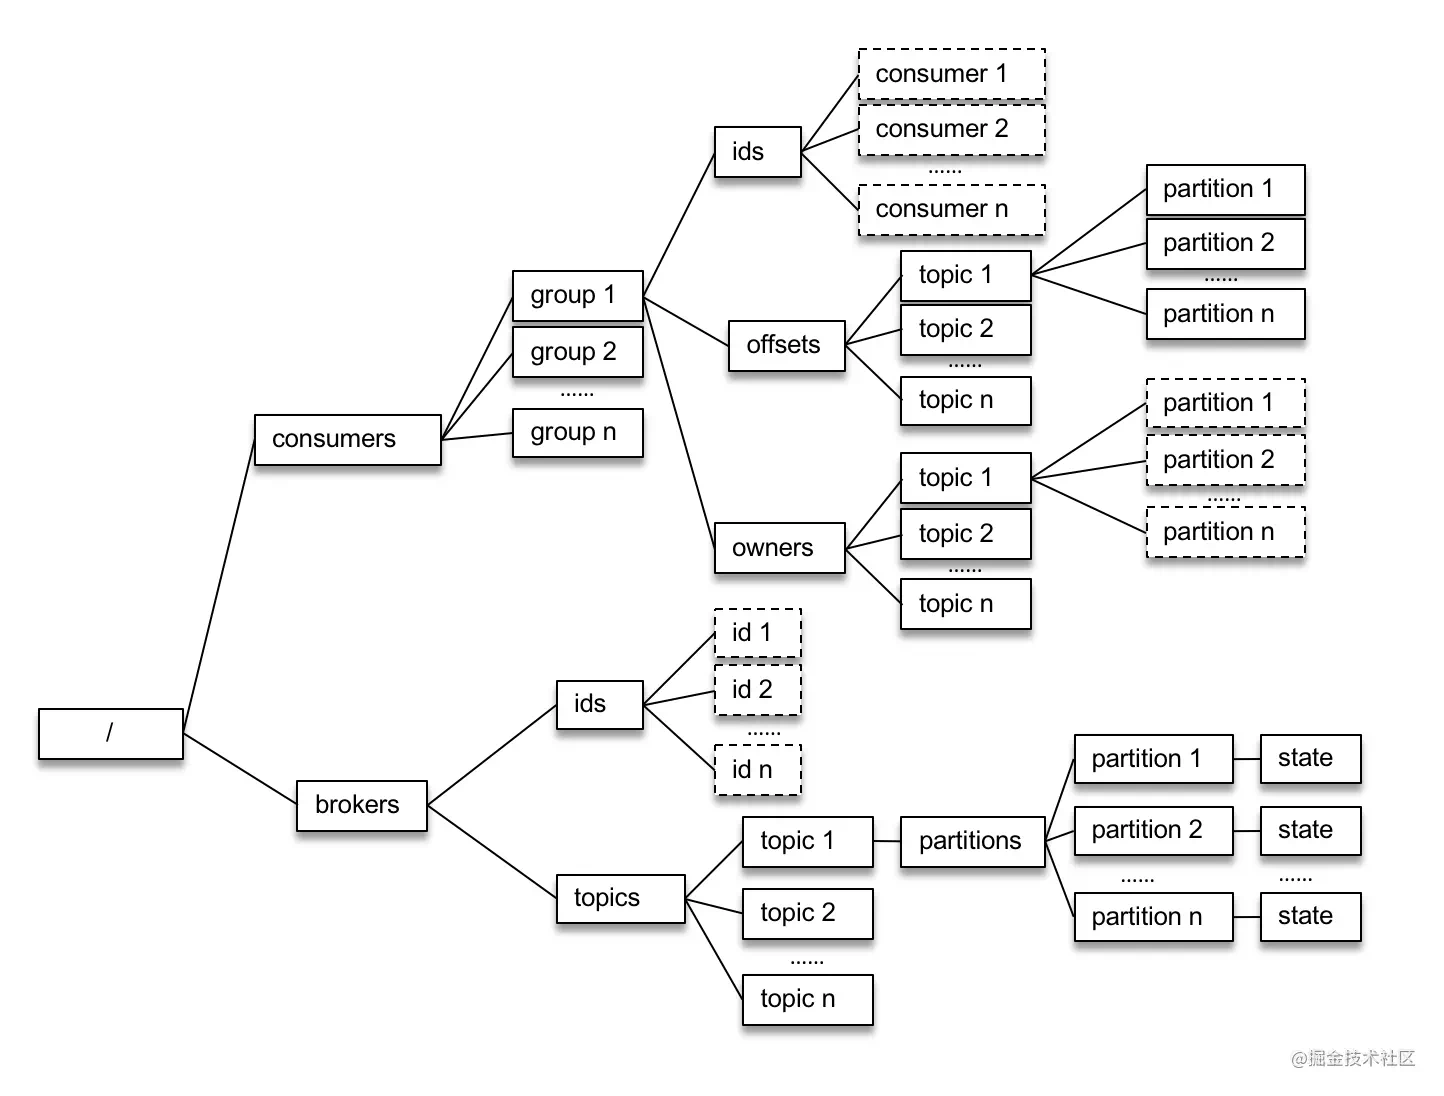 /
consumers
group 1
group 2
......
group n
ids
consumer 1
consumer 2
......
consumer n
offsets
topic 1
topic 2
......
topic n
partition 1
partition 2
......
partition n
owners
topic 1
topic 2
......
topic n
partition 1
partition 2
......
partition n
brokers
ids
id 1
id 2
......
id n
topics
topic 1
topic 2
......
topic n
partitions
partition 1
state
partition 2
state
......
......
partition n
state
@掘金技术社区